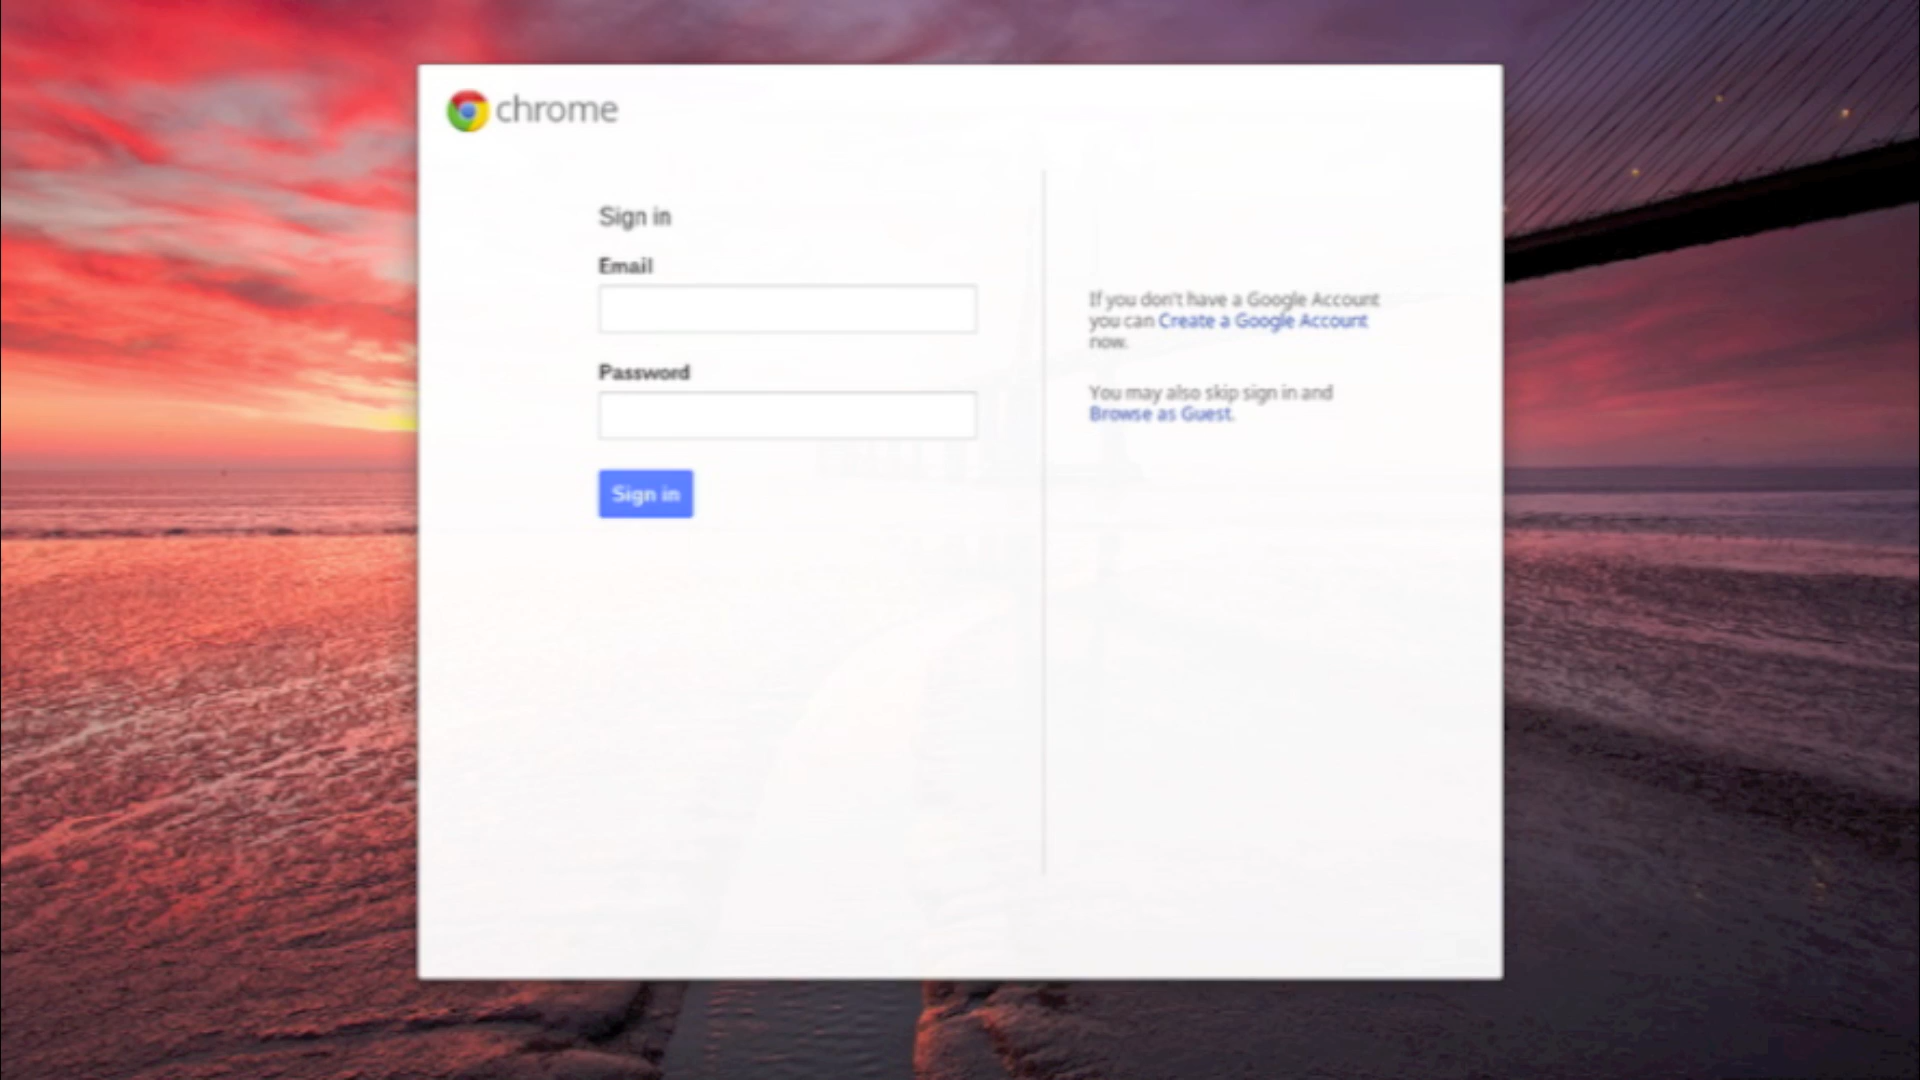 chrome
Sign in
Email
Password
Sign in
If you don't have a Google Account
you can Create a Google Account
now.
You may also skip sign in and
Browse as Guest.